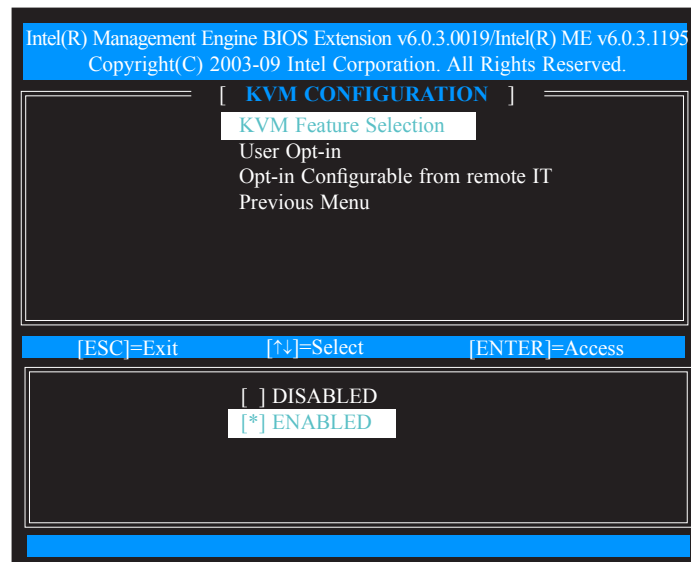 Intel(R) Management Engine BIOS Extension v6.0.3.0019/Intel(R) ME v6.0.3.1195
Copyright(C) 2003-09 Intel Corporation. All Rights Reserved.
[ KVM CONFIGURATION ]
KVM Feature Selection
User Opt-in
Opt-in Configurable from remote IT
Previous Menu
[ESC]=Exit [↑↓]=Select [ENTER]=Access
[ ] DISABLED
[*] ENABLED